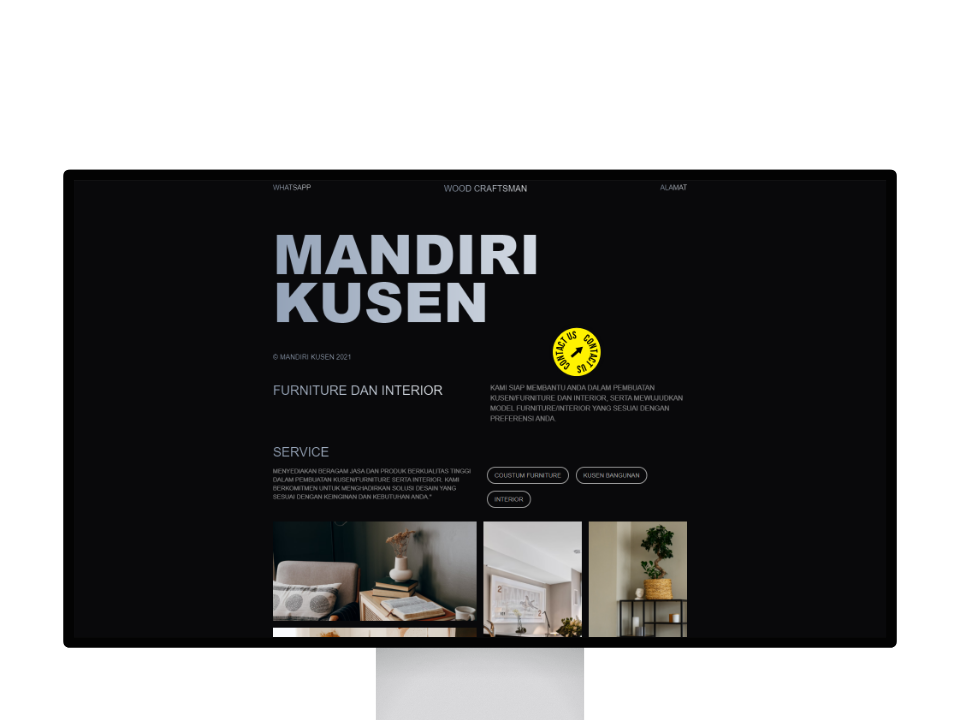 WHATSAPP
WOOD CRAFTSMAN
ALAMAT
MANDIRI
KUSEN
CONTACT US CONTACT US
© MANDIRI KUSEN 2021
FURNITURE DAN INTERIOR
KAMI SIAP MEMBANTU ANDA DALAM PEMBUATAN
KUSEN/FURNITURE DAN INTERIOR, SERTA MEWUJUDKAN
MODEL FURNITURE/INTERIOR YANG SESUAI DENGAN
PREFERENSI ANDA.
SERVICE
MENYEDIAKAN BERAGAM JASA DAN PRODUK BERKUALITAS TINGGI
DALAM PEMBUATAN KUSEN/FURNITURE SERTA INTERIOR. KAMI
BERKOMITMEN UNTUK MENGHADIRKAN SOLUSI DESAIN YANG
SESUAI DENGAN KEINGINAN DAN KEBUTUHAN ANDA."
COUSTUM FURNITURE
KUSEN BANGUNAN
INTERIOR